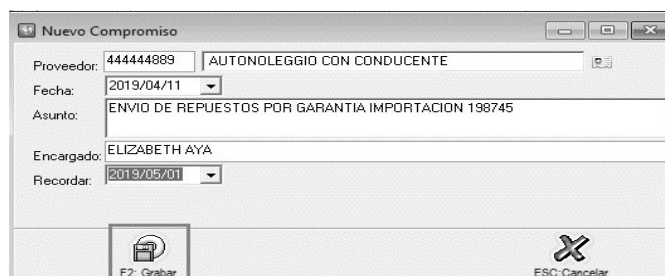 Nuevo Compromiso
Proveedor: 444444889 AUTONOLEGGIO CON CONDUCENTE
Fecha: 2019/04/11
Asunto: ENVIO DE REPUESTOS POR GARANTIA IMPORTACION 198745
Encargado: ELIZABETH AYA
Recordar: 2019/05/01
F2: Grabar ESC:Cancelar